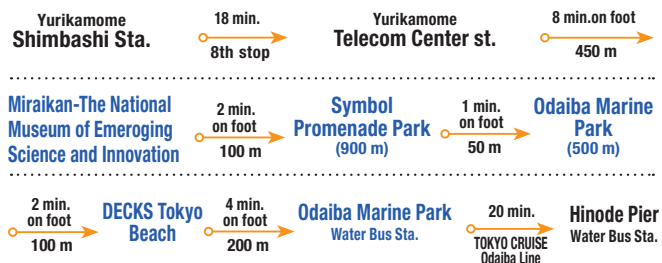 Yurikamome
Shimbashi Sta.
18 min.
8th stop
Yurikamome
Telecom Center st.
8 min.on foot
450 m
Miraikan-The National
Museum of Emeroging
Science and Innovation
2 min.
on foot
100 m
Symbol
Promenade Park
(900 m)
1 min.
on foot
50 m
Odaiba Marine
Park
(500 m)
2 min.
on foot
100 m
DECKS Tokyo
Beach
4 min.
on foot
200 m
Odaiba Marine Park
Water Bus Sta.
20 min.
TOKYO CRUISE
Odaiba Line
Hinode Pier
Water Bus Sta.